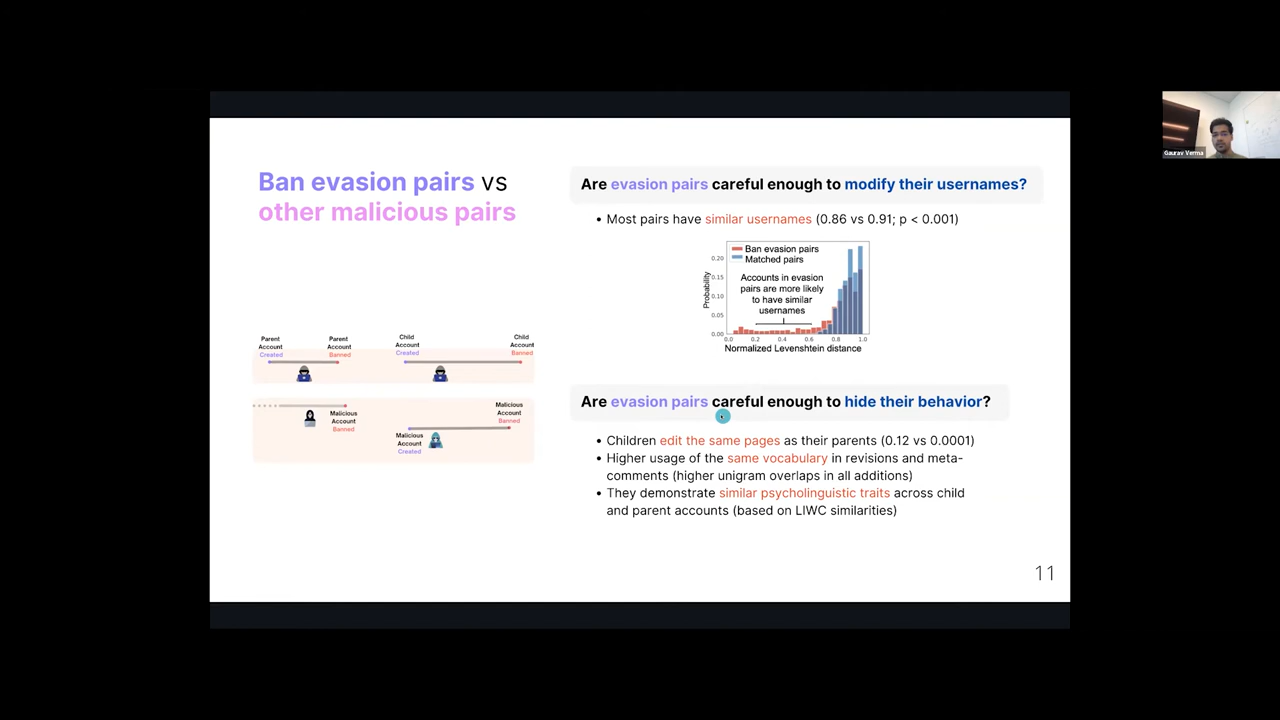 Ban evasion pairs vs
other malicious pairs
Parent
Account
Created
Parent
Account
Banned
Child
Account
Created
Child
Account
Banned
Malicious
Account
Banned
Malicious
Account
Created
Malicious
Account
Banned
Are evasion pairs careful enough to modify their usernames?
• Most pairs have similar usernames (0.86 vs 0.91; p < 0.001)
Ban evasion pairs
Matched pairs
Accounts in evasion
pairs are more likely
to have similar
usernames
Probability
0.20
0.15
0.10
0.05
0.00
0.0 0.2 0.4 0.6 0.8 1.0
Normalized Levenshtein distance
Are evasion pairs careful enough to hide their behavior?
• Children edit the same pages as their parents (0.12 vs 0.0001)
• Higher usage of the same vocabulary in revisions and meta-
comments (higher unigram overlaps in all additions)
• They demonstrate similar psycholinguistic traits across child
and parent accounts (based on LIWC similarities)
11
Gaurav Verma